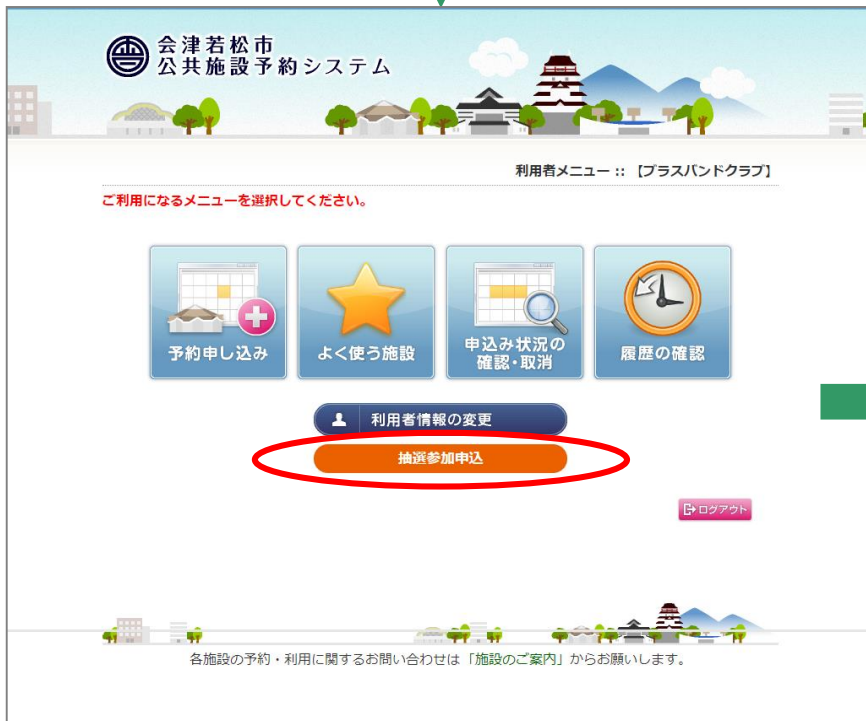 会津若松市
公共施設予約システム
利用者メニュー :: 【ブラスバンドクラブ】
ご利用になるメニューを選択してください。
予約申し込み
よく使う施設
申込み状況の
確認・取消
履歴の確認
利用者情報の変更
抽選参加申込
ログアウト
各施設の予約・利用に関するお問い合わせは「施設のご案内」からお願いします。